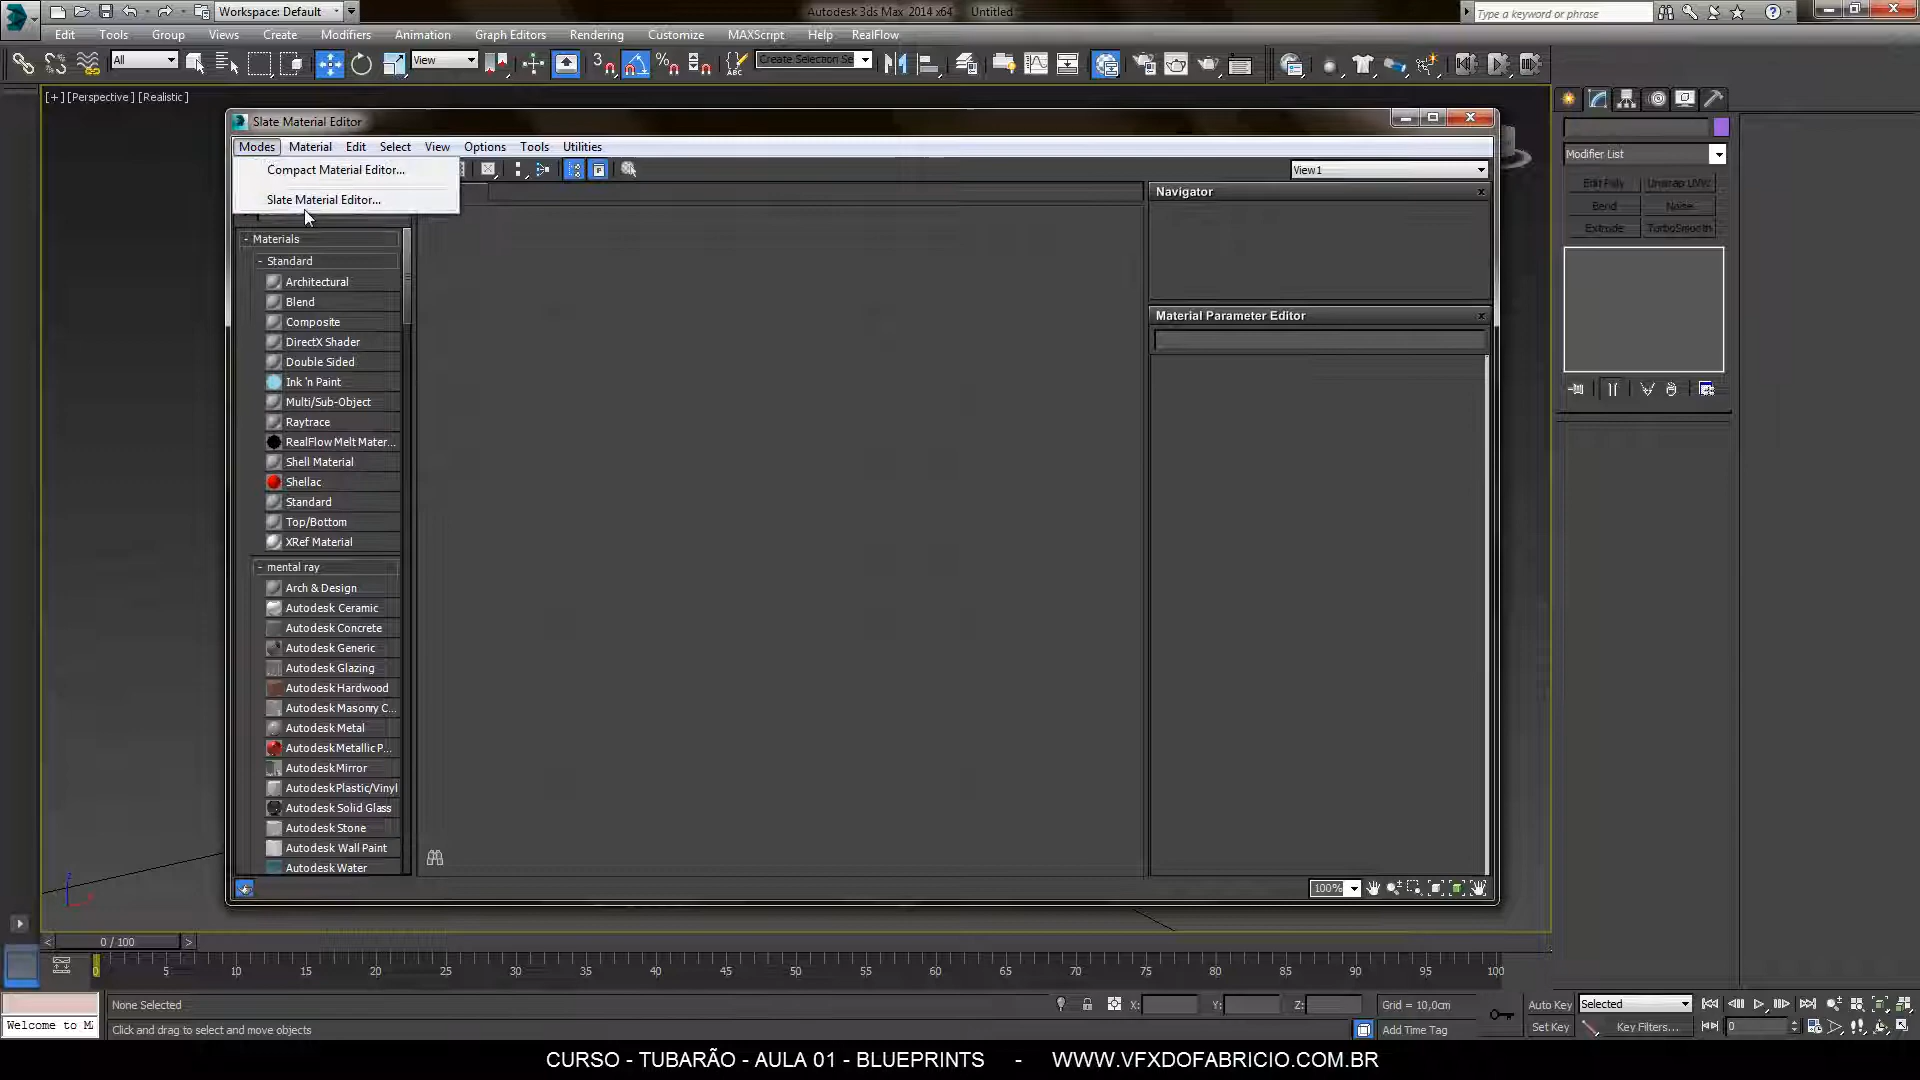 Workspace: Default
Autodesk 3ds Max 2014 x64 Untitled
Type a keyword or phrase
Edit Tools Group Views Create Modifiers Animation Graph Editors Rendering Customize MAXScript Help RealFlow
All
View
Create Selection Se
[+] [Perspective] [Realistic]
Slate Material Editor
Modes Material Edit Select View Options Tools Utilities
Compact Material Editor...
Slate Material Editor...
View1
Navigator
Material Parameter Editor
- Materials
- Standard
Architectural
Blend
Composite
DirectX Shader
Double Sided
Ink 'n Paint
Multi/Sub-Object
Raytrace
RealFlow Melt Mater...
Shell Material
Shellac
Standard
Top/Bottom
XRef Material
- mental ray
Arch & Design
Autodesk Ceramic
Autodesk Concrete
Autodesk Generic
Autodesk Glazing
Autodesk Hardwood
Autodesk Masonry C...
Autodesk Metal
Autodesk Metallic P...
Autodesk Mirror
Autodesk Plastic/Vinyl
Autodesk Solid Glass
Autodesk Stone
Autodesk Wall Paint
Autodesk Water
100%
Modifier List
Edit Poly Unwrap UVW
Bend Noise
Extrude TurboSmooth
z
0 / 100
0 5 10 15 20 25 30 35 40 45 50 55 60 65 70 75 80 85 90 95 100
None Selected
X: Y: Z: Grid = 10,0cm
Auto Key Selected
Welcome to M
Click and drag to select and move objects
Add Time Tag
Set Key Key Filters... 0
CURSO - TUBARÃO - AULA 01 - BLUEPRINTS - WWW.VFXDOFABRICIO.COM.BR